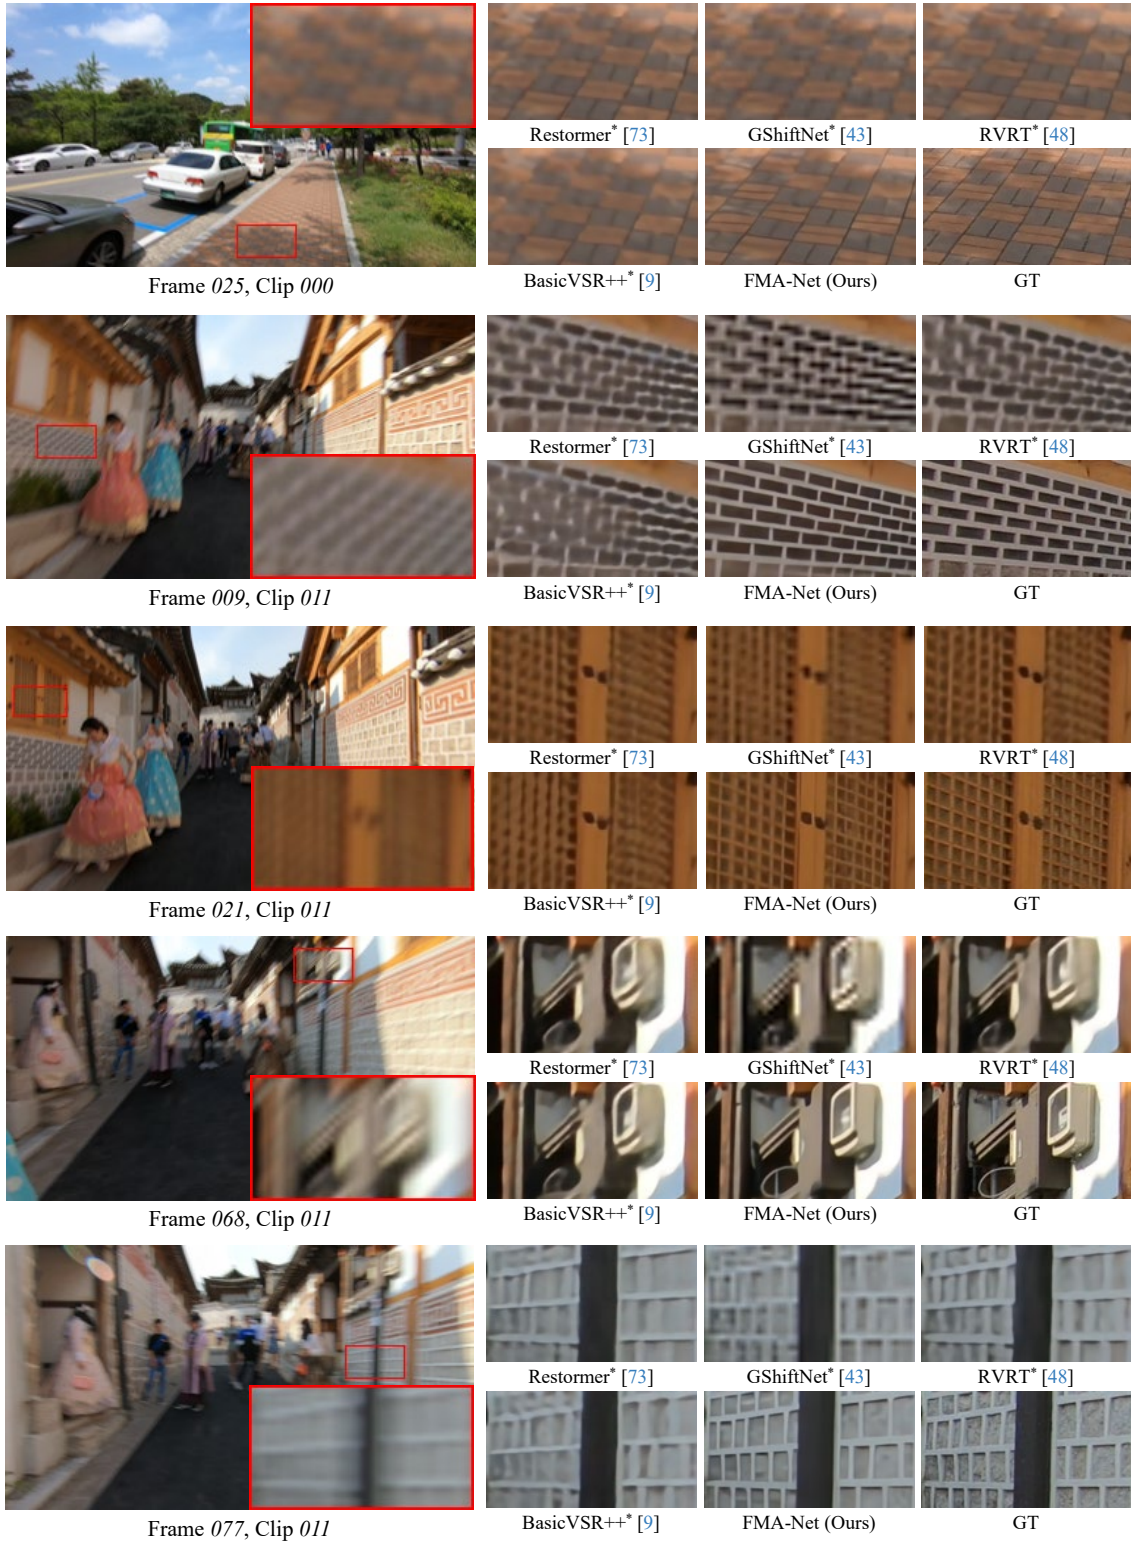 Restormer* [73] GShiftNet* [43] RVRT* [48]
BasicVSR++* [9] FMA-Net (Ours) GT
Frame 025, Clip 000
Restormer* [73] GShiftNet* [43] RVRT* [48]
BasicVSR++* [9] FMA-Net (Ours) GT
Frame 009, Clip 011
Restormer* [73] GShiftNet* [43] RVRT* [48]
BasicVSR++* [9] FMA-Net (Ours) GT
Frame 021, Clip 011
Restormer* [73] GShiftNet* [43] RVRT* [48]
BasicVSR++* [9] FMA-Net (Ours) GT
Frame 068, Clip 011
Restormer* [73] GShiftNet* [43] RVRT* [48]
BasicVSR++* [9] FMA-Net (Ours) GT
Frame 077, Clip 011